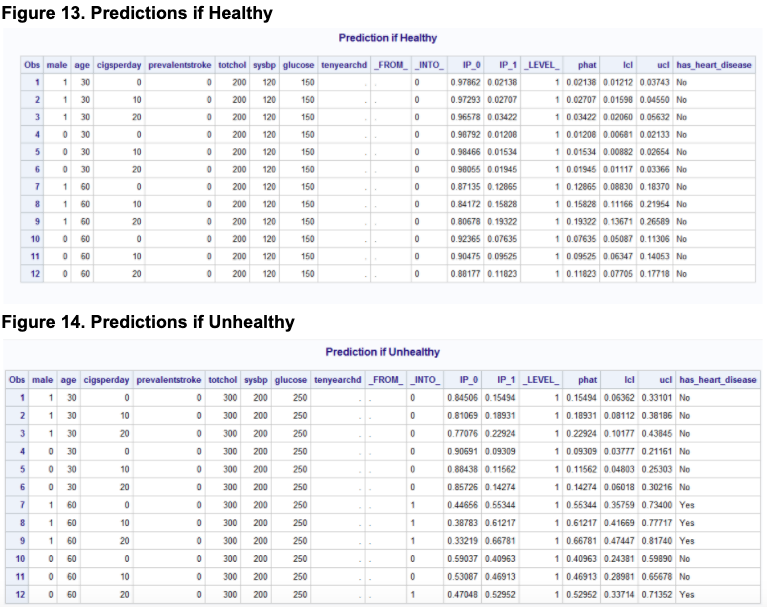 Figure 13. Predictions if Healthy
Prediction if Healthy
Obs male age cigsperday prevalentstroke totchol sysbp glucose tenyearchd _FROM_ _INTO_ IP_0 IP_1 _LEVEL_ phat lcl ucl has_heart_disease
1 1 30 0 0 200 120 150 . . 0 0.97862 0.02138 1 0.02138 0.01212 0.03743 No
2 1 30 10 0 200 120 150 . . 0 0.97293 0.02707 1 0.02707 0.01598 0.04550 No
3 1 30 20 0 200 120 150 . . 0 0.96578 0.03422 1 0.03422 0.02060 0.05632 No
4 0 30 0 0 200 120 150 . . 0 0.98792 0.01208 1 0.01208 0.00681 0.02133 No
5 0 30 10 0 200 120 150 . . 0 0.98466 0.01534 1 0.01534 0.00882 0.02654 No
6 0 30 20 0 200 120 150 . . 0 0.98055 0.01945 1 0.01945 0.01117 0.03366 No
7 1 60 0 0 200 120 150 . . 0 0.87135 0.12865 1 0.12865 0.08830 0.18370 No
8 1 60 10 0 200 120 150 . . 0 0.84172 0.15828 1 0.15828 0.11166 0.21954 No
9 1 60 20 0 200 120 150 . . 0 0.80678 0.19322 1 0.19322 0.13671 0.26589 No
10 0 60 0 0 200 120 150 . . 0 0.92365 0.07635 1 0.07635 0.05087 0.11306 No
11 0 60 10 0 200 120 150 . . 0 0.90475 0.09525 1 0.09525 0.06347 0.14053 No
12 0 60 20 0 200 120 150 . . 0 0.88177 0.11823 1 0.11823 0.07705 0.17718 No
Figure 14. Predictions if Unhealthy
Prediction if Unhealthy
Obs male age cigsperday prevalentstroke totchol sysbp glucose tenyearchd _FROM_ _INTO_ IP_0 IP_1 _LEVEL_ phat lcl ucl has_heart_disease
1 1 30 0 0 300 200 250 . . 0 0.84506 0.15494 1 0.15494 0.06362 0.33101 No
2 1 30 10 0 300 200 250 . . 0 0.81069 0.18931 1 0.18931 0.08112 0.38186 No
3 1 30 20 0 300 200 250 . . 0 0.77076 0.22924 1 0.22924 0.10177 0.43845 No
4 0 30 0 0 300 200 250 . . 0 0.90691 0.09309 1 0.09309 0.03777 0.21161 No
5 0 30 10 0 300 200 250 . . 0 0.88438 0.11562 1 0.11562 0.04803 0.25303 No
6 0 30 20 0 300 200 250 . . 0 0.85726 0.14274 1 0.14274 0.06018 0.30216 No
7 1 60 0 0 300 200 250 . . 1 0.44656 0.55344 1 0.55344 0.35759 0.73400 Yes
8 1 60 10 0 300 200 250 . . 1 0.38783 0.61217 1 0.61217 0.41669 0.77717 Yes
9 1 60 20 0 300 200 250 . . 1 0.33219 0.66781 1 0.66781 0.47447 0.81740 Yes
10 0 60 0 0 300 200 250 . . 0 0.59037 0.40963 1 0.40963 0.24381 0.59890 No
11 0 60 10 0 300 200 250 . . 0 0.53087 0.46913 1 0.46913 0.28981 0.65678 No
12 0 60 20 0 300 200 250 . . 1 0.47048 0.52952 1 0.52952 0.33714 0.71352 Yes